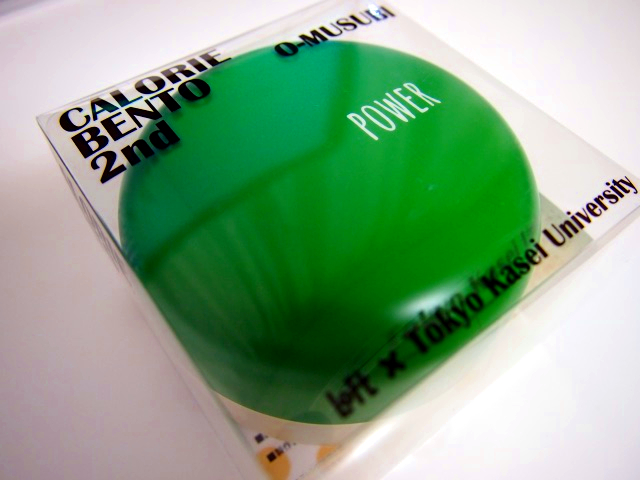 CALORIE
BENTO
2nd
O-MUSUBI
POWER
Loft × Tokyo Kasei University